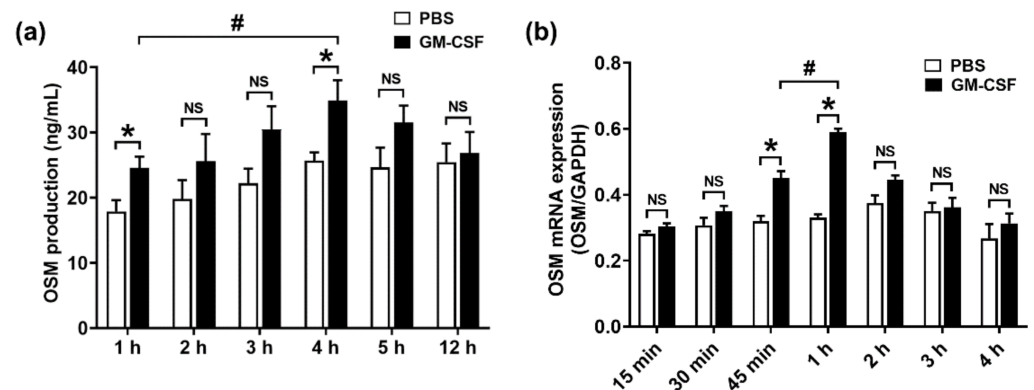 (a)
PBS
GM-CSF
#
*
NS
NS
*
NS
NS
OSM production (ng/mL)
40
30
20
10
0
1 h 2 h 3 h 4 h 5 h 12 h
(b)
PBS
GM-CSF
#
NS
NS
*
*
NS
NS
NS
OSM mRNA expression
(OSM/GAPDH)
0.8
0.6
0.4
0.2
0.0
15 min 30 min 45 min 1 h 2 h 3 h 4 h